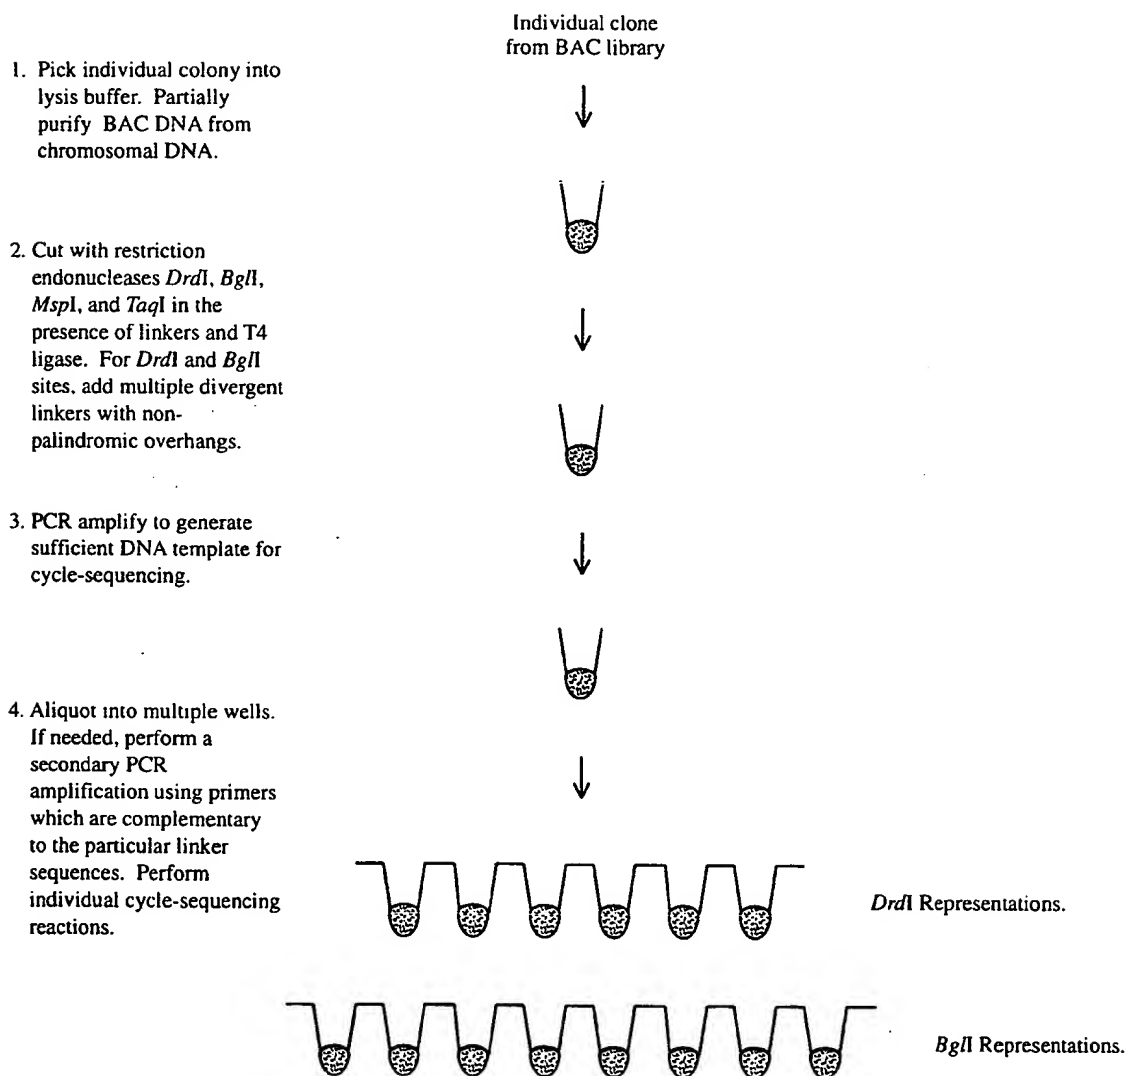 Individual clone
from BAC library
1. Pick individual colony into
lysis buffer. Partially
purify BAC DNA from
chromosomal DNA.
2. Cut with restriction
endonucleases DrdI, BglI,
MspI, and TaqI in the
presence of linkers and T4
ligase. For DrdI and BglI
sites, add multiple divergent
linkers with non-
palindromic overhangs.
3. PCR amplify to generate
sufficient DNA template for
cycle-sequencing.
4. Aliquot into multiple wells.
If needed, perform a
secondary PCR
amplification using primers
which are complementary
to the particular linker
sequences. Perform
individual cycle-sequencing
reactions.
DrdI Representations.
BglI Representations.